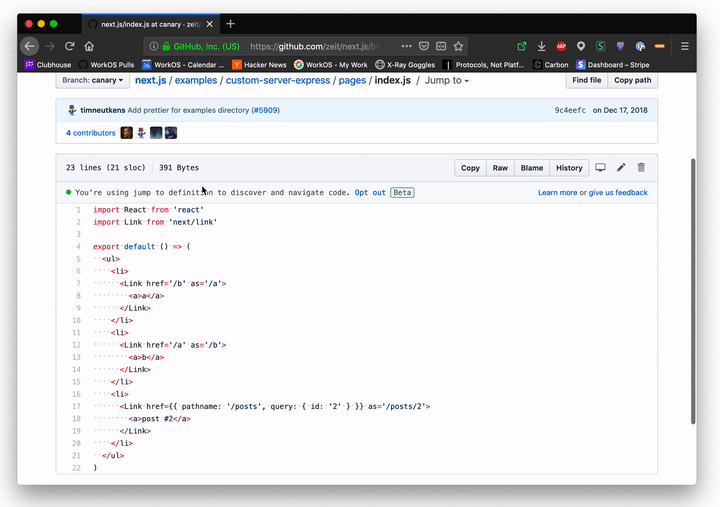 next.js/index.js at canary · zeit/
GitHub, Inc. (US) https://github.com/zeit/next.js/b
Clubhouse WorkOS Pulls WorkOS - Calendar ... Hacker News WorkOS - My Work X-Ray Goggles Protocols, Not Platf... Carbon Dashboard – Stripe
Branch: canary next.js / examples / custom-server-express / pages / index.js / Jump to Find file Copy path
timneutkens Add prettier for examples directory (#5909) 9c4eefc on Dec 17, 2018
4 contributors
23 lines (21 sloc) 391 Bytes Copy Raw Blame History
You're using jump to definition to discover and navigate code. Opt out Beta Learn more or give us feedback
1 import·React·from·'react'
2 import·Link·from·'next/link'
3
4 export·default·()·=>·(
5 ··<ul>
6 ····<li>
7 ······<Link·href='/b'·as='/a'>
8 ········<a>a</a>
9 ······</Link>
10 ····</li>
11 ····<li>
12 ······<Link·href='/a'·as='/b'>
13 ········<a>b</a>
14 ······</Link>
15 ····</li>
16 ····<li>
17 ······<Link·href={{·pathname:·'/posts',·query:·{·id:·'2'·}·}}·as='/posts/2'>
18 ········<a>post·#2</a>
19 ······</Link>
20 ····</li>
21 ··</ul>
22 )